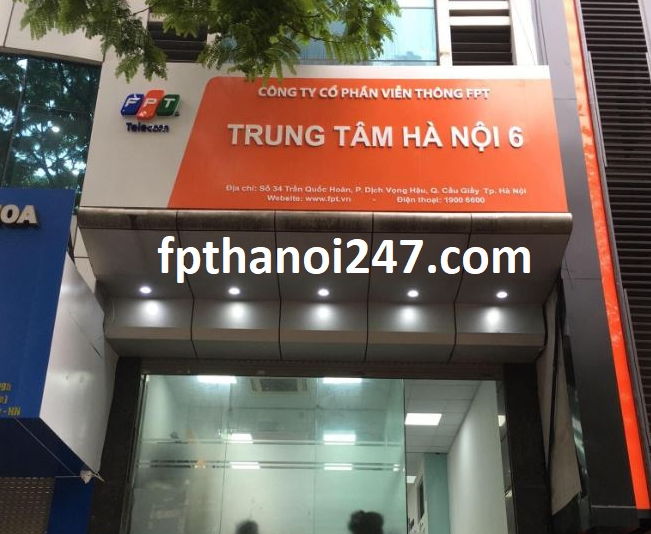 FPT
Telecom
CÔNG TY CỔ PHẦN VIỄN THÔNG FPT
TRUNG TÂM HÀ NỘI 6
Địa chỉ: Số 34 Trần Quốc Hoàn, P. Dịch Vọng Hậu, Q. Cầu Giấy Tp. Hà Nội
Website: www.fpt.vn - Điện thoại: 1900 6600
OA
fpthanoi247.com
- NN